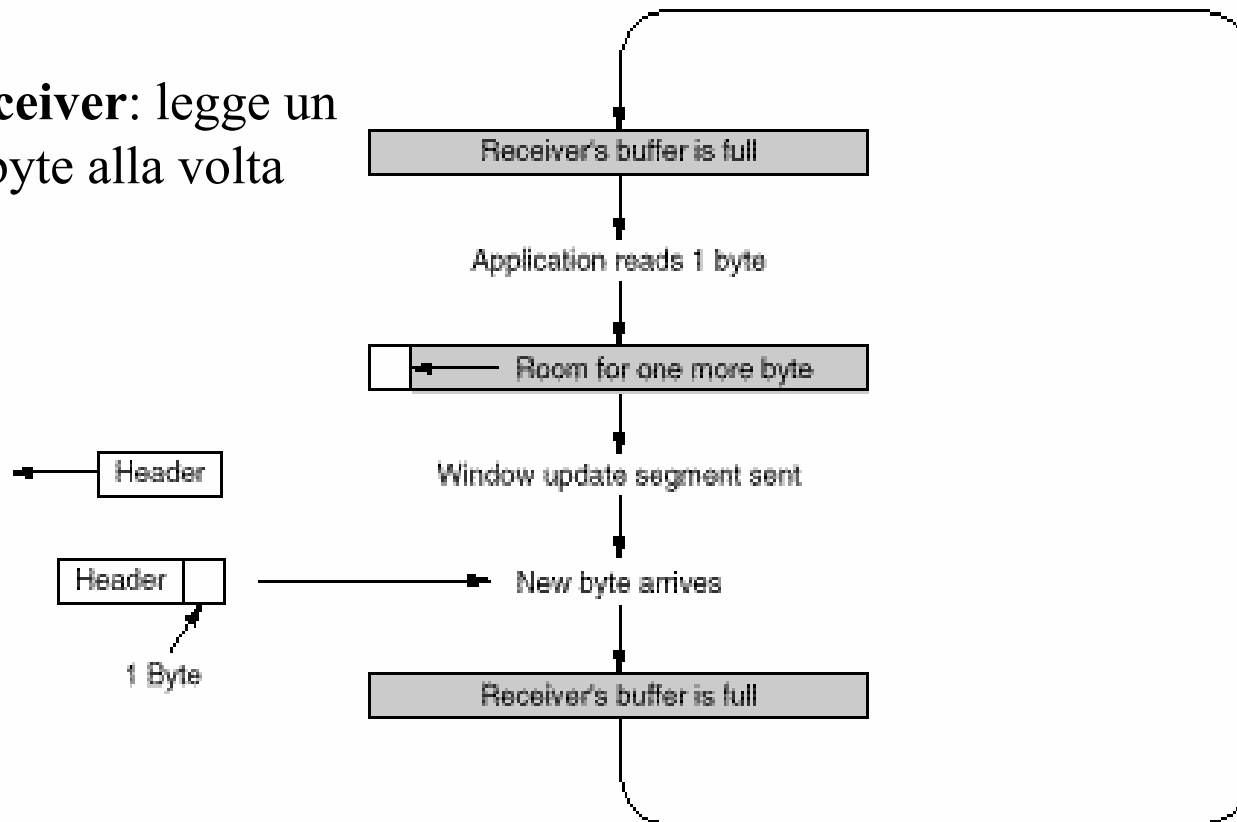 ceiver: legge un
byte alla volta
Receiver's buffer is full
Application reads 1 byte
Room for one more byte
Header
Window update segment sent
Header
New byte arrives
1 Byte
Receiver's buffer is full